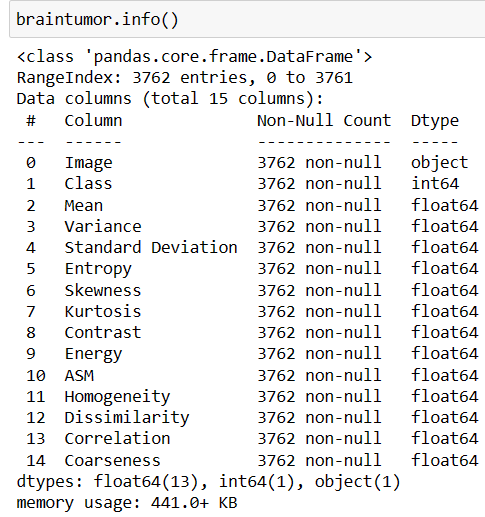 braintumor.info()
<class 'pandas.core.frame.DataFrame'>
RangeIndex: 3762 entries, 0 to 3761
Data columns (total 15 columns):
 #   Column              Non-Null Count  Dtype
---  ------              --------------  -----
 0   Image               3762 non-null   object
 1   Class               3762 non-null   int64
 2   Mean                3762 non-null   float64
 3   Variance            3762 non-null   float64
 4   Standard Deviation  3762 non-null   float64
 5   Entropy             3762 non-null   float64
 6   Skewness            3762 non-null   float64
 7   Kurtosis            3762 non-null   float64
 8   Contrast            3762 non-null   float64
 9   Energy              3762 non-null   float64
 10  ASM                 3762 non-null   float64
 11  Homogeneity         3762 non-null   float64
 12  Dissimilarity       3762 non-null   float64
 13  Correlation         3762 non-null   float64
 14  Coarseness          3762 non-null   float64
dtypes: float64(13), int64(1), object(1)
memory usage: 441.0+ KB